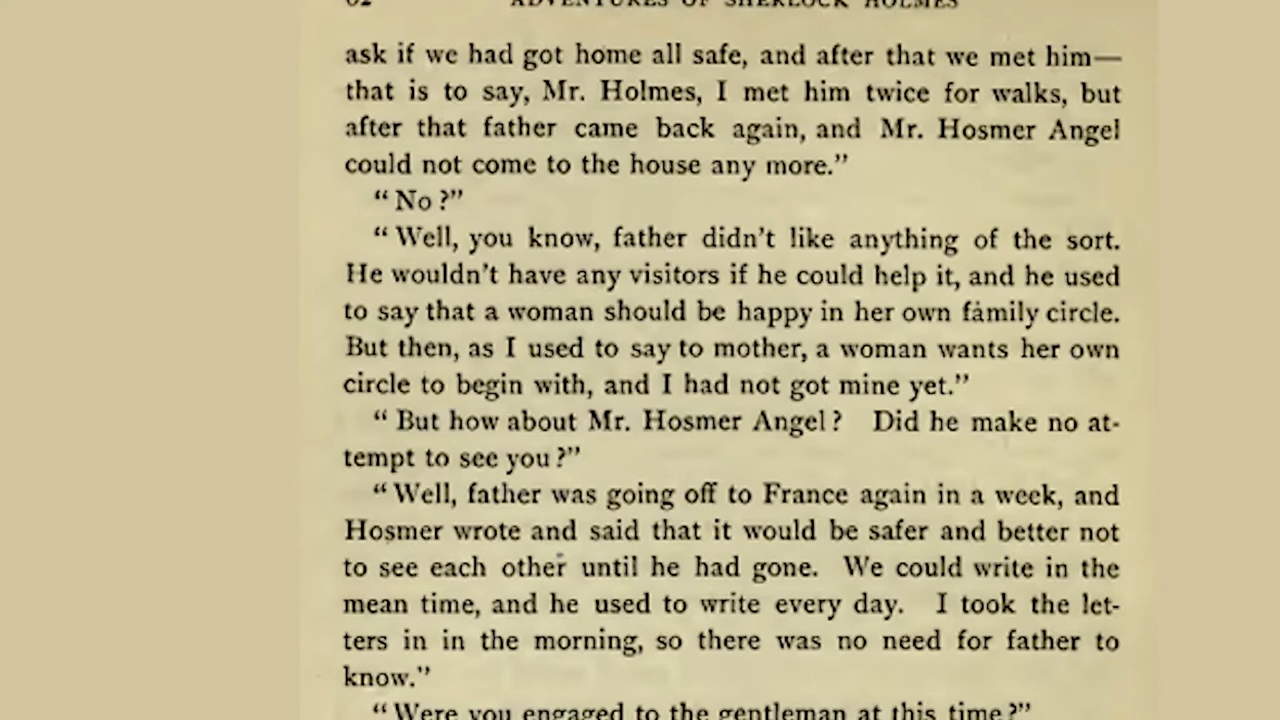 62 ADVENTURES OF SHERLOCK HOLMES
ask if we had got home all safe, and after that we met him—
that is to say, Mr. Holmes, I met him twice for walks, but
after that father came back again, and Mr. Hosmer Angel
could not come to the house any more.”
“ No ?”
“ Well, you know, father didn’t like anything of the sort.
He wouldn’t have any visitors if he could help it, and he used
to say that a woman should be happy in her own family circle.
But then, as I used to say to mother, a woman wants her own
circle to begin with, and I had not got mine yet.”
“ But how about Mr. Hosmer Angel ? Did he make no at-
tempt to see you ?”
“ Well, father was going off to France again in a week, and
Hosmer wrote and said that it would be safer and better not
to see each other until he had gone. We could write in the
mean time, and he used to write every day. I took the let-
ters in in the morning, so there was no need for father to
know.”
“ Were you engaged to the gentleman at this time ?”